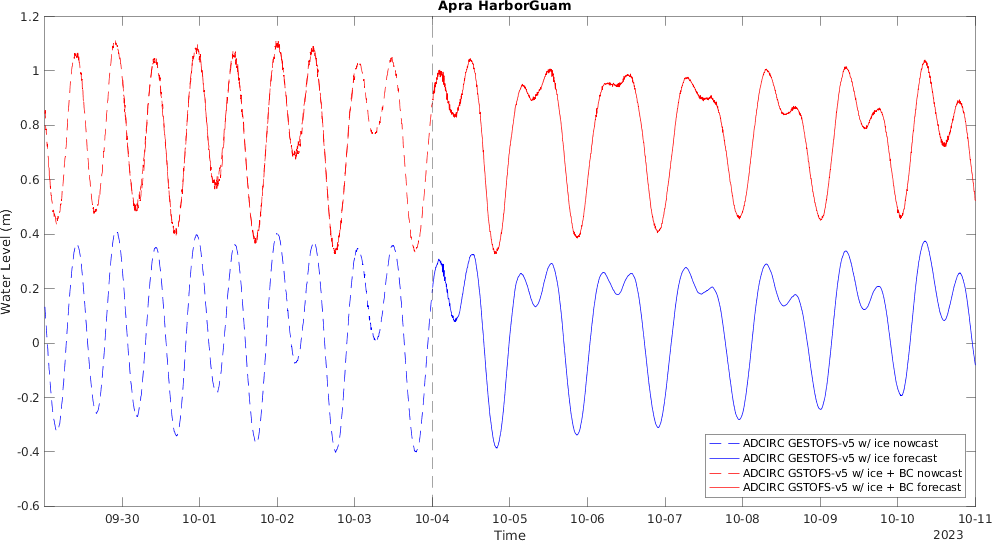 Apra HarborGuam
1.2
1
0.8
0.6
0.4
0.2
0
-0.2
-0.4
-0.6
Water Level (m)
ADCIRC GESTOFS-v5 w/ ice nowcast
ADCIRC GESTOFS-v5 w/ ice forecast
ADCIRC GSTOFS-v5 w/ ice + BC nowcast
ADCIRC GSTOFS-v5 w/ ice + BC forecast
09-30 10-01 10-02 10-03 10-04 10-05 10-06 10-07 10-08 10-09 10-10 10-11
Time
2023